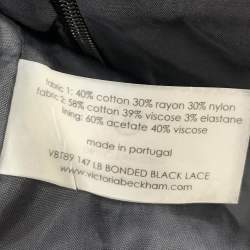 fabric 1: 40% cotton 30% rayon 30% nylon
fabric 2: 58% cotton 39% viscose 3% elastane
lining: 60% acetate 40% viscose
made in portugal
VBT89 147 LB BONDED BLACK LACE
www.victoriabeckham.com